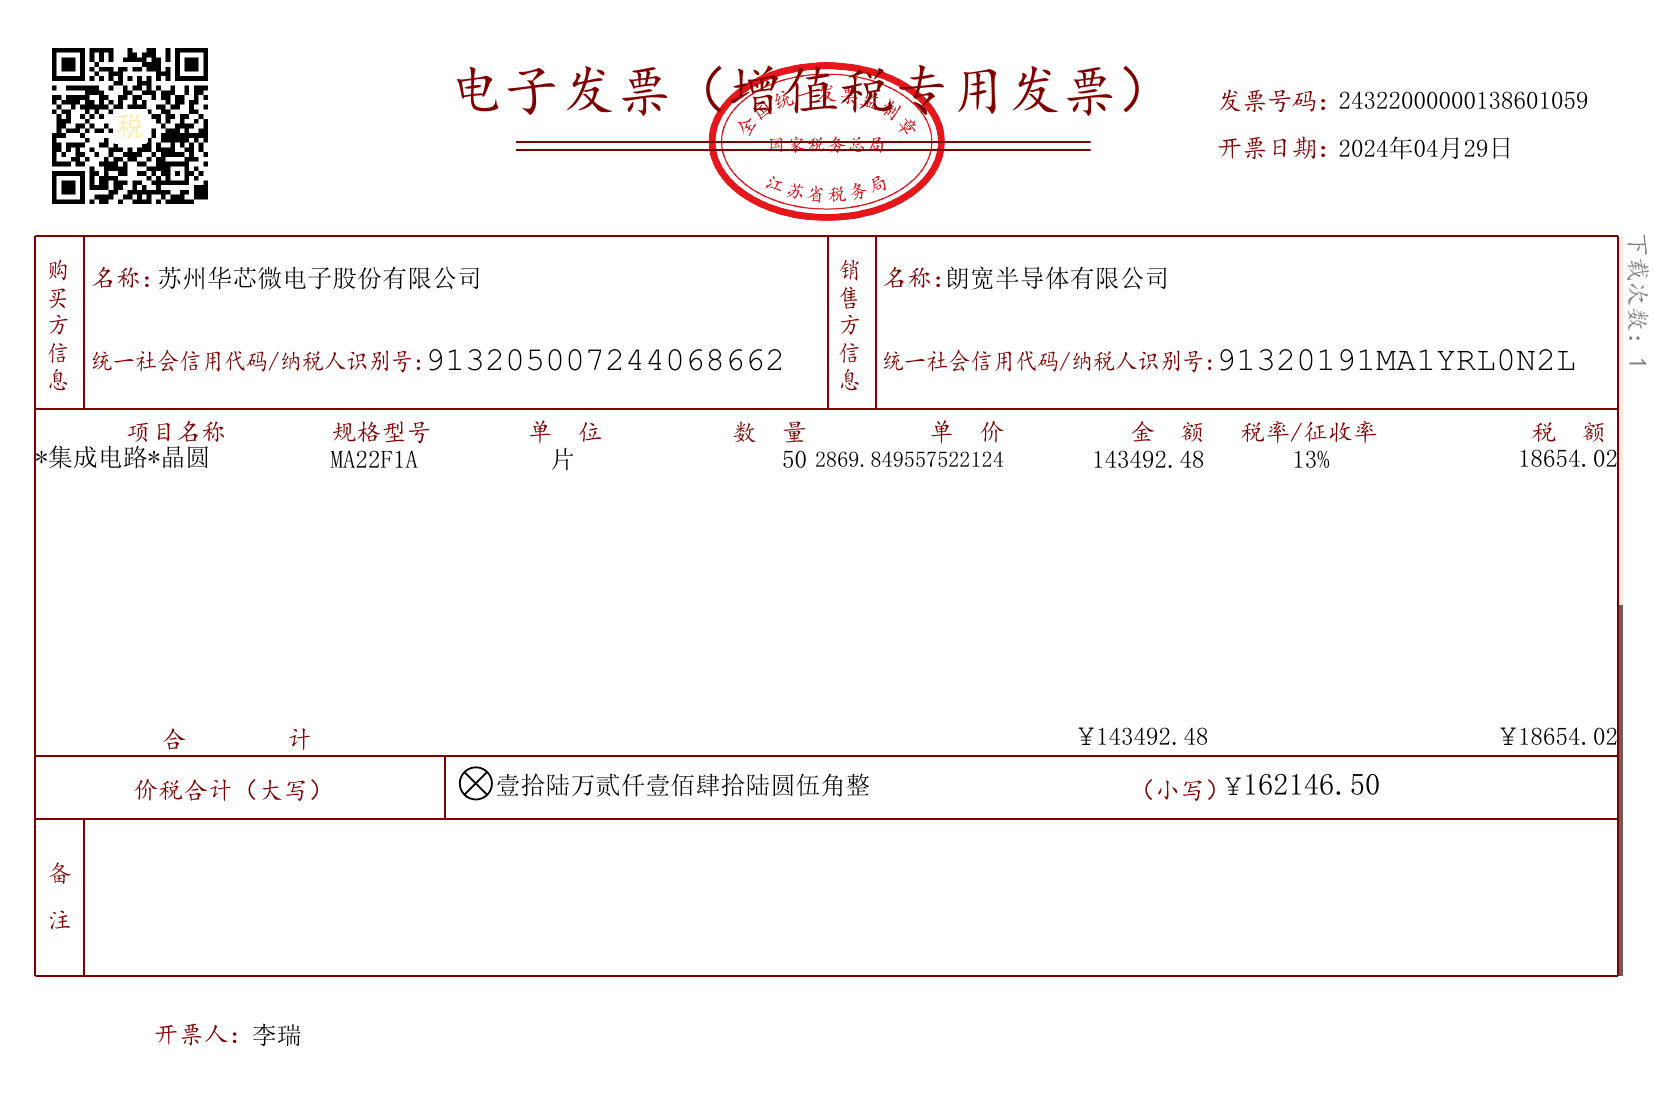 电子发票（增值税专用发票）
全国统一发票监制章
国家税务总局
江苏省税务局
税
发票号码：24322000000138601059
开票日期：2024年04月29日
下载次数：1
购买方信息
名称：苏州华芯微电子股份有限公司
统一社会信用代码/纳税人识别号：913205007244068662
销售方信息
名称：朗宽半导体有限公司
统一社会信用代码/纳税人识别号：91320191MA1YRL0N2L
项目名称 规格型号 单位 数量 单价 金额 税率/征收率 税额
*集成电路*晶圆 MA22F1A 片 50 2869.849557522124 143492.48 13% 18654.02
合计 ¥143492.48 ¥18654.02
价税合计（大写） 壹拾陆万贰仟壹佰肆拾陆圆伍角整 （小写）¥162146.50
备注
开票人：李瑞